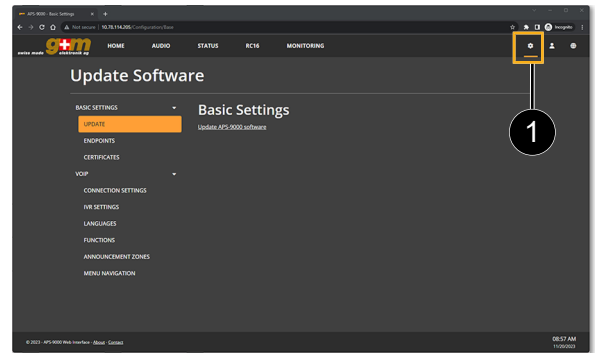 APS-9000 - Basic Settings
Not secure | 10.78.114.205/Configuration/Base
Incognito
swiss made g+m elektronik ag
HOME AUDIO STATUS RC16 MONITORING
1
Update Software
BASIC SETTINGS
UPDATE
ENDPOINTS
CERTIFICATES
VOIP
CONNECTION SETTINGS
IVR SETTINGS
LANGUAGES
FUNCTIONS
ANNOUNCEMENT ZONES
MENU NAVIGATION
Basic Settings
Update APS-9000 software
© 2023 - APS-9000 Web Interface - About - Contact
08:57 AM
11/20/2023